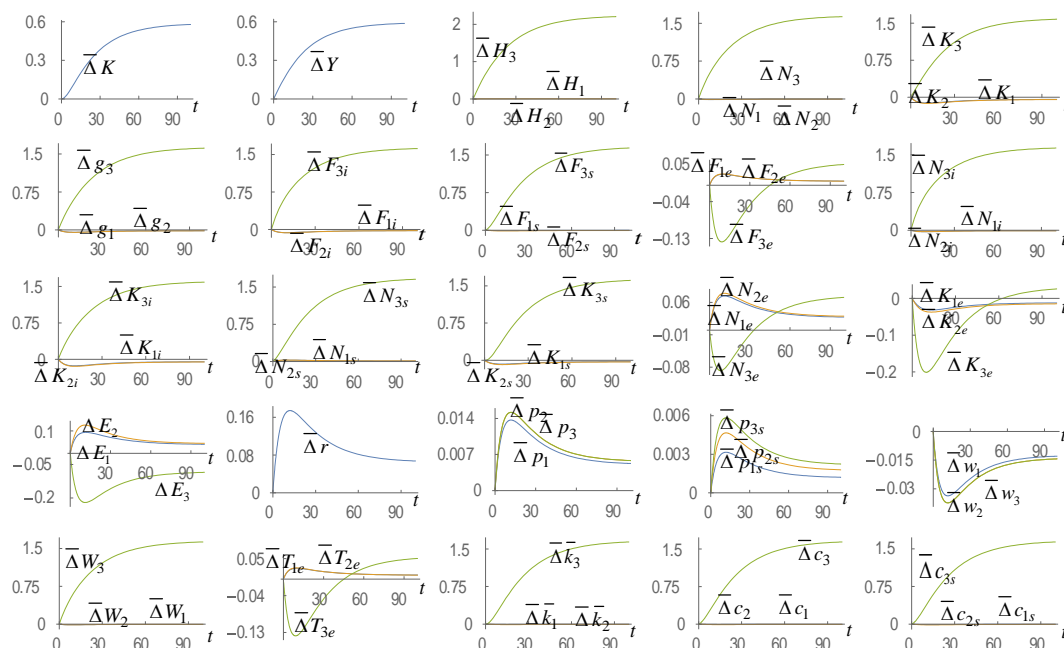 0.6 0.3 0 Δ̅ K 0 30 60 90 t
0.6 0.3 0 Δ̅ Y 0 30 60 90 t
2 1 0 Δ̅ H₃ Δ̅ H₁ Δ̅ H₂ 0 30 60 90 t
1.5 0.75 0 Δ̅ N₃ Δ̅ N₁ Δ̅ N₂ 0 30 60 90 t
1.5 0.75 0 Δ̅ K₃ Δ̅ K₂ Δ̅ K₁ 0 30 60 90 t
1.5 0.75 0 Δ̅ g₃ Δ̅ g₁ Δ̅ g₂ 0 30 60 90 t
1.5 0.75 0 Δ̅ F₃ᵢ Δ̅ F₁ᵢ Δ̅ F₂ᵢ 0 30 60 90 t
1.5 0.75 0 Δ̅ F₃ₛ Δ̅ F₁ₛ Δ̅ F₂ₛ 0 30 60 90 t
0.05 −0.04 −0.13 Δ̅ F₁ₑ Δ̅ F₂ₑ Δ̅ F₃ₑ 30 60 90 t
1.5 0.75 0 Δ̅ N₃ᵢ Δ̅ N₁ᵢ Δ̅ N₂ᵢ 0 30 60 90 t
1.5 0.75 0 Δ̅ K₃ᵢ Δ̅ K₁ᵢ Δ̅ K₂ᵢ 0 30 60 90 t
1.5 0.75 0 Δ̅ N₃ₛ Δ̅ N₁ₛ Δ̅ N₂ₛ 0 30 60 90 t
1.5 0.75 0 Δ̅ K₃ₛ Δ̅ K₁ₛ Δ̅ K₂ₛ 0 30 60 90 t
0.06 −0.01 −0.08 Δ̅ N₂ₑ Δ̅ N₁ₑ Δ̅ N₃ₑ 30 60 90 t
0 −0.1 −0.2 Δ̅ K₁ₑ Δ̅ K₂ₑ Δ̅ K₃ₑ 30 60 90 t
0.1 −0.05 −0.2 Δ̅ E₂ Δ̅ E₁ Δ̅ E₃ 30 60 90 t
0.16 0.08 0 Δ̅ r 0 30 60 90 t
0.014 0.007 0 Δ̅ p₂ Δ̅ p₃ Δ̅ p₁ 0 30 60 90 t
0.006 0.003 0 Δ̅ p₃ₛ Δ̅ p₂ₛ Δ̅ p₁ₛ 0 30 60 90 t
0 −0.015 −0.03 Δ̅ w₁ Δ̅ w₂ Δ̅ w₃ 30 60 90 t
1.5 0.75 0 Δ̅ W₃ Δ̅ W₂ Δ̅ W₁ 0 30 60 90 t
0.05 −0.04 −0.13 Δ̅ T₁ₑ Δ̅ T₂ₑ Δ̅ T₃ₑ 30 60 90 t
1.5 0.75 0 Δ̅ k̅₃ Δ̅ k̅₁ Δ̅ k̅₂ 0 30 60 90 t
1.5 0.75 0 Δ̅ c₃ Δ̅ c₂ Δ̅ c₁ 0 30 60 90 t
1.5 0.75 0 Δ̅ c₃ₛ Δ̅ c₂ₛ Δ̅ c₁ₛ 0 30 60 90 t